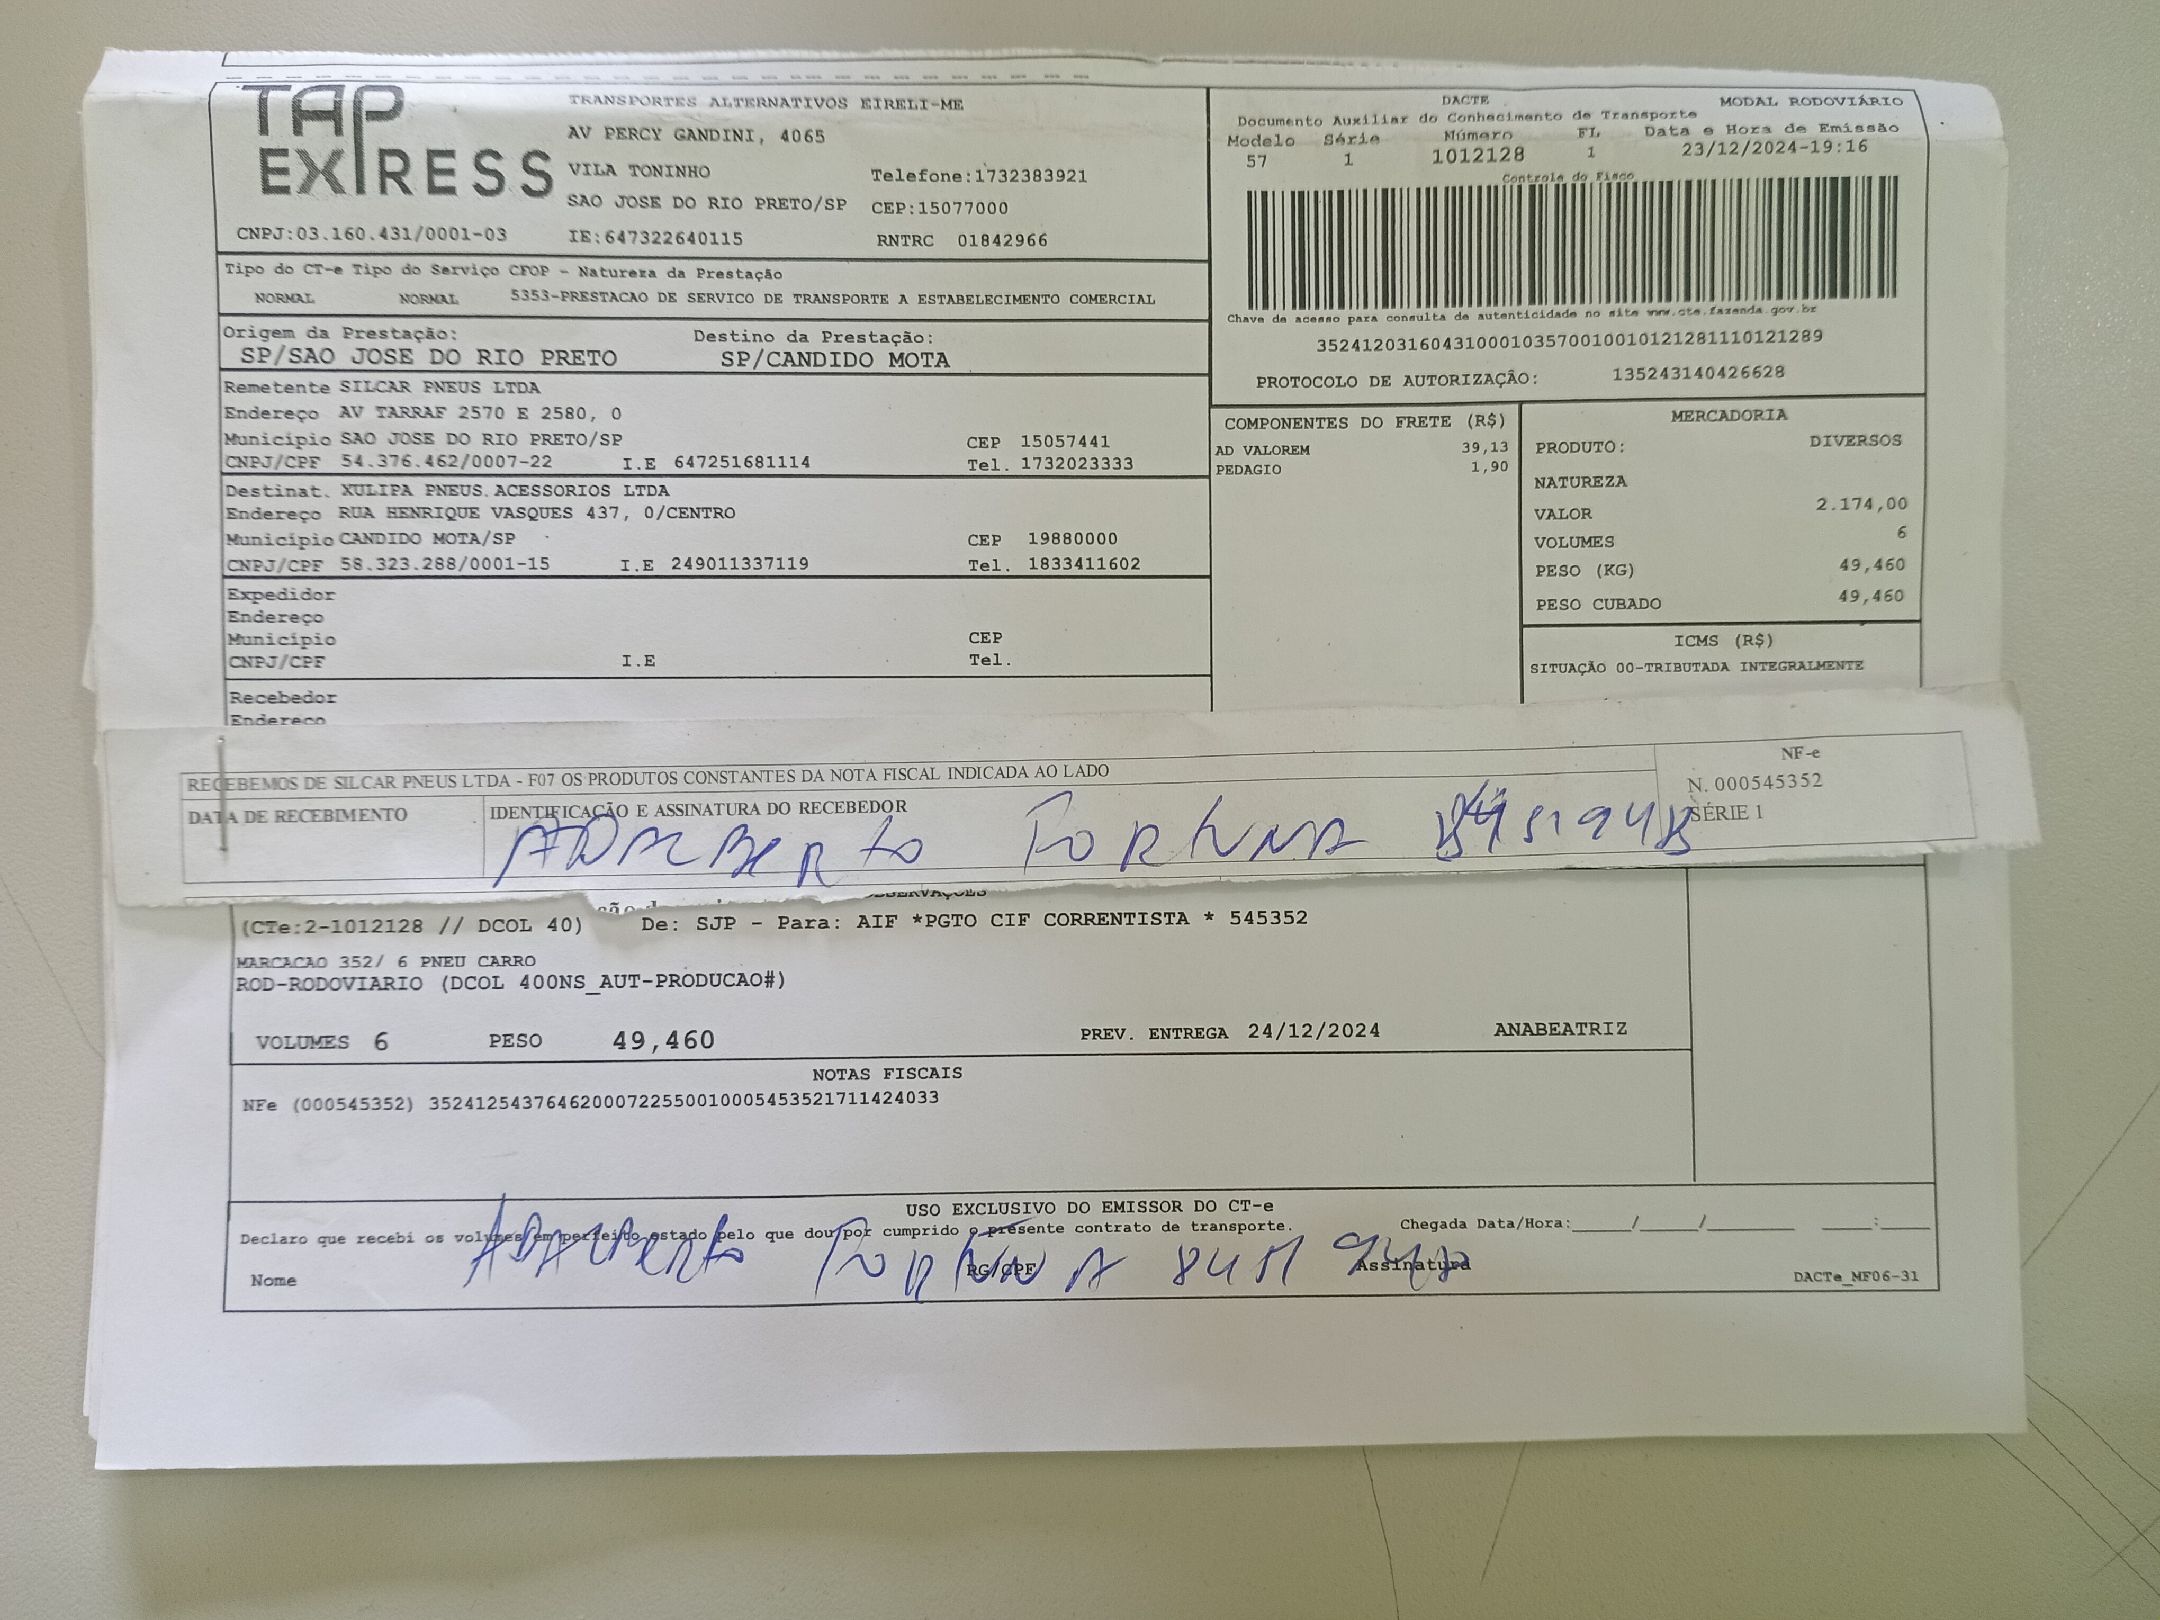 TAP EXPRESS
TRANSPORTES ALTERNATIVOS EIRELI-ME
AV PERCY GANDINI, 4065
VILA TONINHO Telefone:1732383921
SAO JOSE DO RIO PRETO/SP CEP:15077000
CNPJ:03.160.431/0001-03 IE:647322640115 RNTRC 01842966
DACTE MODAL RODOVIÁRIO
Documento Auxiliar do Conhecimento de Transporte
Modelo Série Número FL Data e Hora de Emissão
57 1 1012128 1 23/12/2024-19:16
Controle do Fisco
Chave de acesso para consulta de autenticidade no site www.cte.fazenda.gov.br
35241203160431000103570010010121281110121289
PROTOCOLO DE AUTORIZAÇÃO: 135243140426628
Tipo do CT-e Tipo do Serviço CFOP - Natureza da Prestação
NORMAL NORMAL 5353-PRESTACAO DE SERVICO DE TRANSPORTE A ESTABELECIMENTO COMERCIAL
Origem da Prestação: Destino da Prestação:
SP/SAO JOSE DO RIO PRETO SP/CANDIDO MOTA
Remetente SILCAR PNEUS LTDA
Endereço AV TARRAF 2570 E 2580, 0
Município SAO JOSE DO RIO PRETO/SP CEP 15057441
CNPJ/CPF 54.376.462/0007-22 I.E 647251681114 Tel. 1732023333
Destinat. XULIPA PNEUS.ACESSORIOS LTDA
Endereço RUA HENRIQUE VASQUES 437, 0/CENTRO
Município CANDIDO MOTA/SP CEP 19880000
CNPJ/CPF 58.323.288/0001-15 I.E 249011337119 Tel. 1833411602
Expedidor
Endereço
Município CEP
CNPJ/CPF I.E Tel.
Recebedor
Endereço
COMPONENTES DO FRETE (R$)
AD VALOREM 39,13
PEDAGIO 1,90
MERCADORIA
PRODUTO: DIVERSOS
NATUREZA
VALOR 2.174,00
VOLUMES 6
PESO (KG) 49,460
PESO CUBADO 49,460
ICMS (R$)
SITUAÇÃO 00-TRIBUTADA INTEGRALMENTE
RECEBEMOS DE SILCAR PNEUS LTDA - F07 OS PRODUTOS CONSTANTES DA NOTA FISCAL INDICADA AO LADO
DATA DE RECEBIMENTO IDENTIFICAÇÃO E ASSINATURA DO RECEBEDOR
NF-e
N. 000545352
SÉRIE 1
ADALBERTO FORTUNA
OBSERVAÇÕES
(CTe:2-1012128 // DCOL 40) De: SJP - Para: AIF *PGTO CIF CORRENTISTA * 545352
MARCACAO 352/ 6 PNEU CARRO
ROD-RODOVIARIO (DCOL 400NS_AUT-PRODUCAO#)
VOLUMES 6 PESO 49,460 PREV. ENTREGA 24/12/2024 ANABEATRIZ
NOTAS FISCAIS
NFe (000545352) 35241254376462000722550010005453521711424033
USO EXCLUSIVO DO EMISSOR DO CT-e
Declaro que recebi os volumes em perfeito estado pelo que dou por cumprido o presente contrato de transporte. Chegada Data/Hora:_____/_____/________ ____:____
Nome ADALBERTO FORTUNA RG/CPF Assinatura DACTe_MF06-31